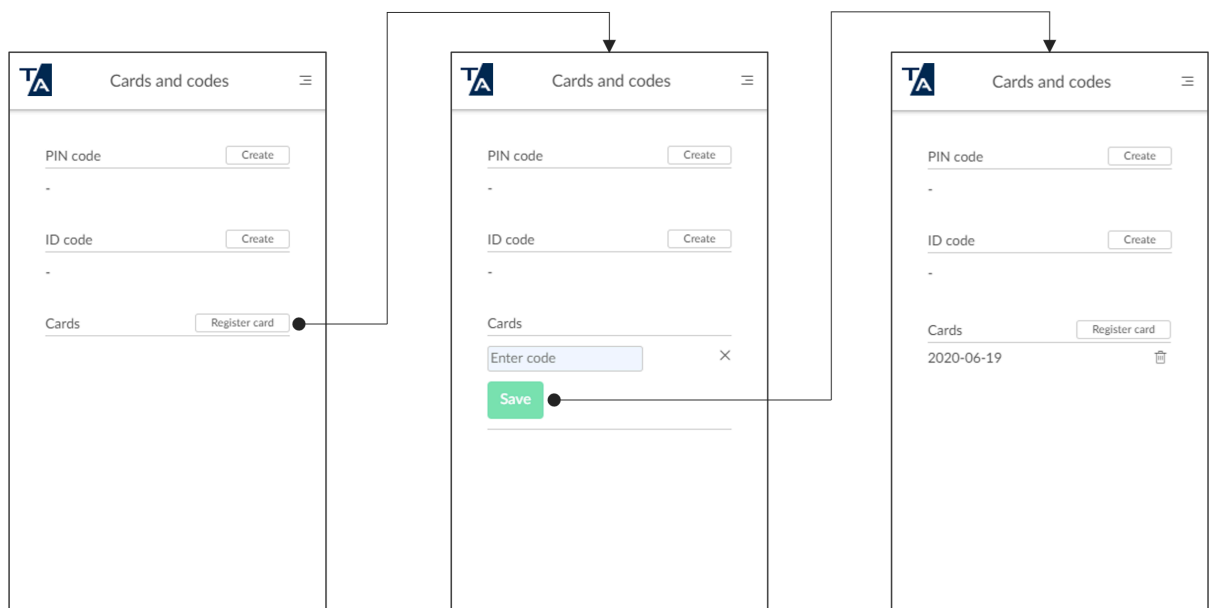 TA Cards and codes
PIN code Create
-
ID code Create
-
Cards Register card
TA Cards and codes
PIN code Create
-
ID code Create
-
Cards
Enter code
Save
TA Cards and codes
PIN code Create
-
ID code Create
-
Cards Register card
2020-06-19